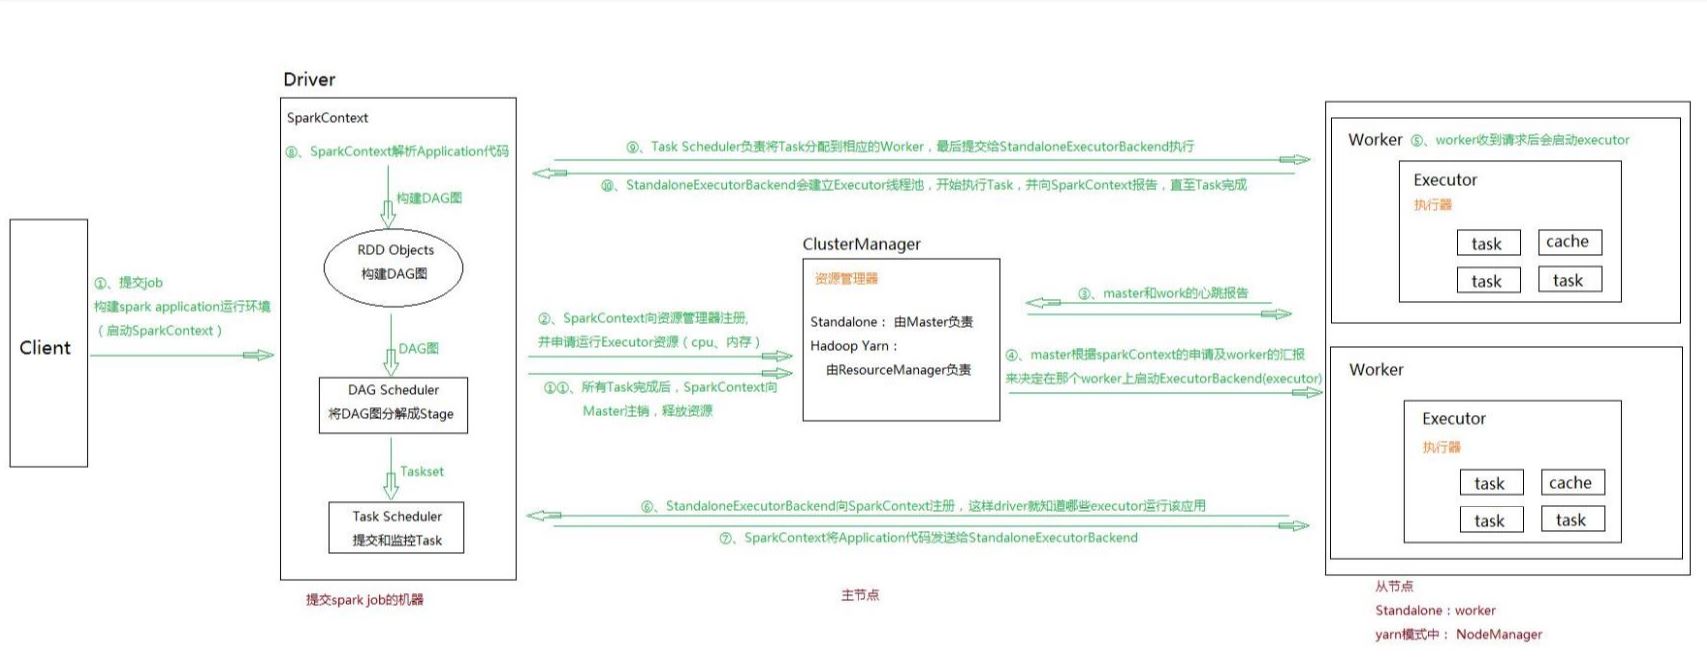 Client
①、提交job
构建spark application运行环境
（启动SparkContext）
Driver
SparkContext
⑧、SparkContext解析Application代码
构建DAG图
RDD Objects
构建DAG图
DAG图
DAG Scheduler
将DAG图分解成Stage
Taskset
Task Scheduler
提交和监控Task
提交spark job的机器
⑨、Task Scheduler负责将Task分配到相应的Worker，最后提交给StandaloneExecutorBackend执行
⑩、StandaloneExecutorBackend会建立Executor线程池，开始执行Task，并向SparkContext报告，直至Task完成
②、SparkContext向资源管理器注册,
并申请运行Executor资源（cpu、内存）
①①、所有Task完成后，SparkContext向
Master注销，释放资源
ClusterManager
资源管理器
Standalone： 由Master负责
Hadoop Yarn：
由ResourceManager负责
③、master和work的心跳报告
④、master根据sparkContext的申请及worker的汇报
来决定在那个worker上启动ExecutorBackend(executor)
⑥、StandaloneExecutorBackend向SparkContext注册，这样driver就知道哪些executor运行该应用
⑦、SparkContext将Application代码发送给StandaloneExecutorBackend
主节点
Worker ⑤、worker收到请求后会启动executor
Executor
执行器
task cache
task task
Worker
Executor
执行器
task cache
task task
从节点
Standalone：worker
yarn模式中： NodeManager